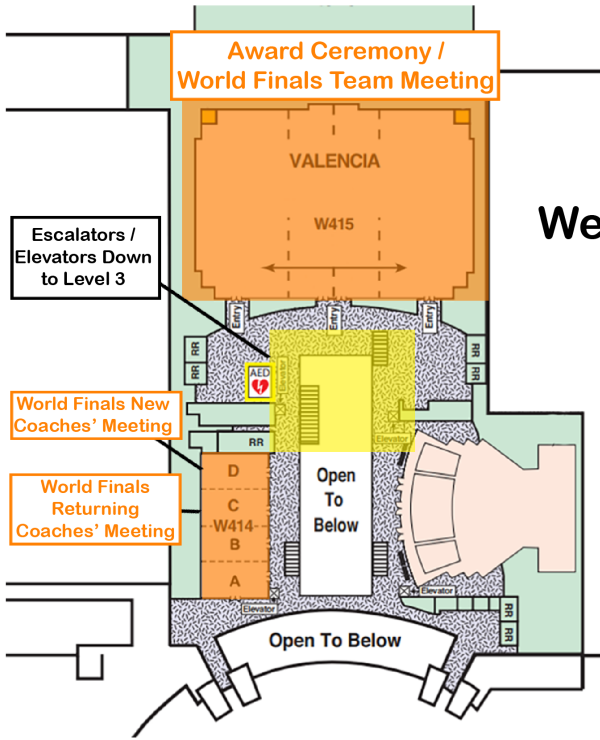 Award Ceremony /
World Finals Team Meeting
VALENCIA
We
W415
Escalators /
Elevators Down
to Level 3
Entry
Entry
Entry
RR
RR
RR
RR
AED
Elevator
World Finals New
Coaches' Meeting
Elevator
RR
D
Open
To
Below
World Finals
Returning
Coaches' Meeting
C
W414
B
A
Elevator
Elevator
RR
RR
Open To Below